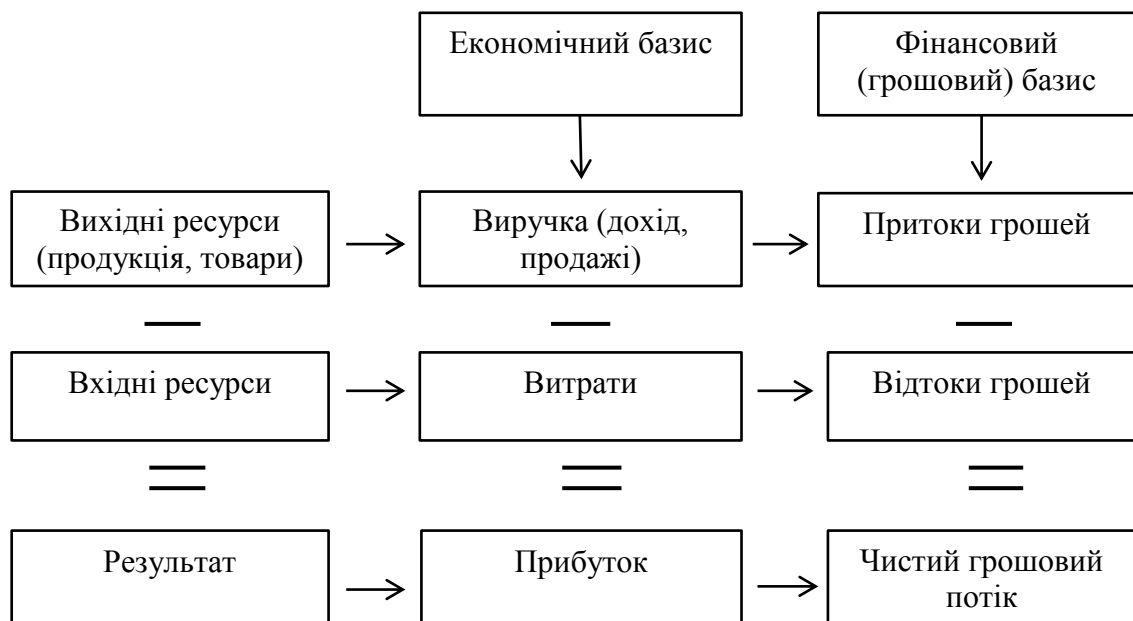 Економічний базис
Фінансовий
(грошовий) базис
Вихідні ресурси
(продукція, товари)
Виручка (дохід,
продажі)
Притоки грошей
Вхідні ресурси
Витрати
Відтоки грошей
Результат
Прибуток
Чистий грошовий
потік